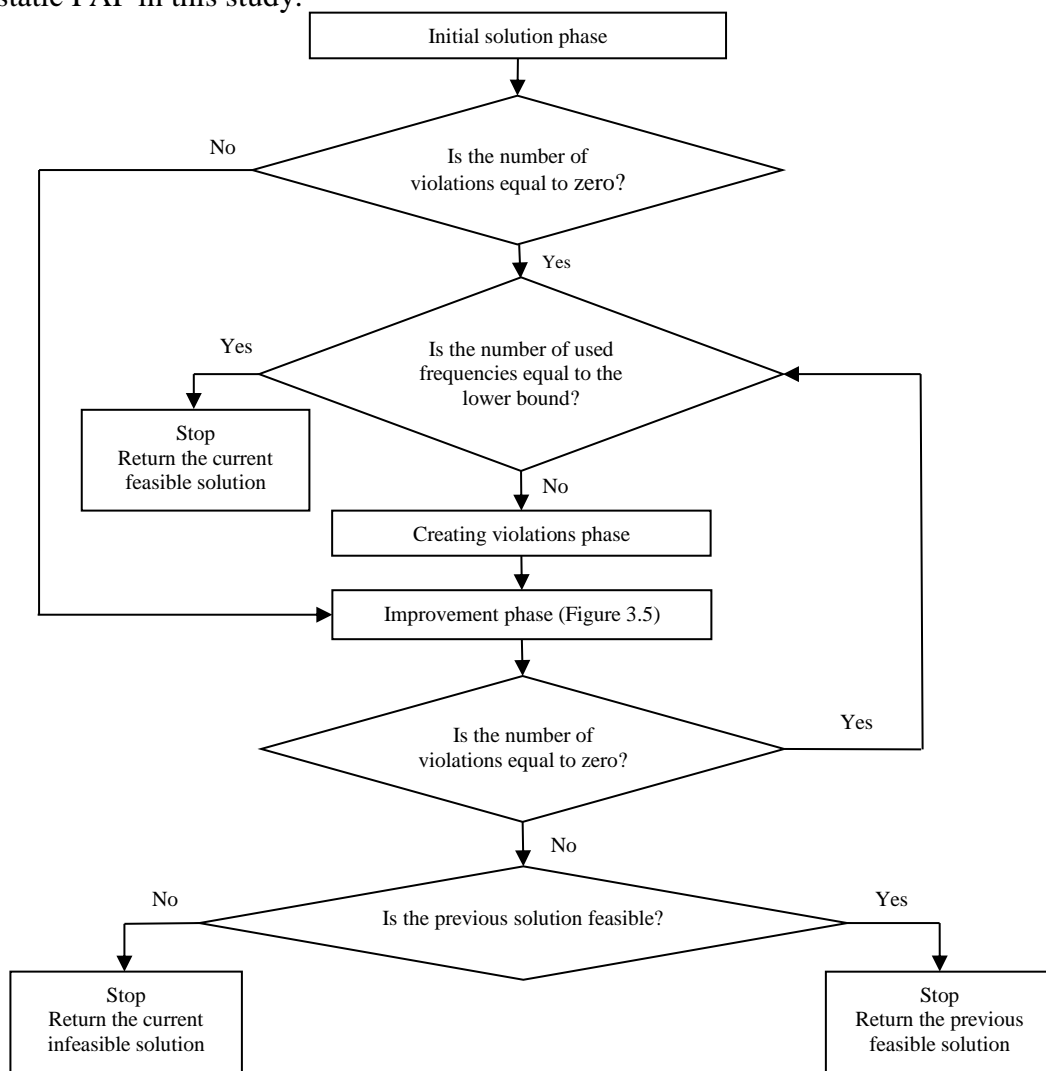 static FAP in this study.
Initial solution phase
No
Is the number of
violations equal to zero?
Yes
Yes
Is the number of used
frequencies equal to the
lower bound?
Stop
Return the current
feasible solution
No
Creating violations phase
Improvement phase (Figure 3.5)
Is the number of
violations equal to zero?
Yes
No
No
Is the previous solution feasible?
Yes
Stop
Return the current
infeasible solution
Stop
Return the previous
feasible solution